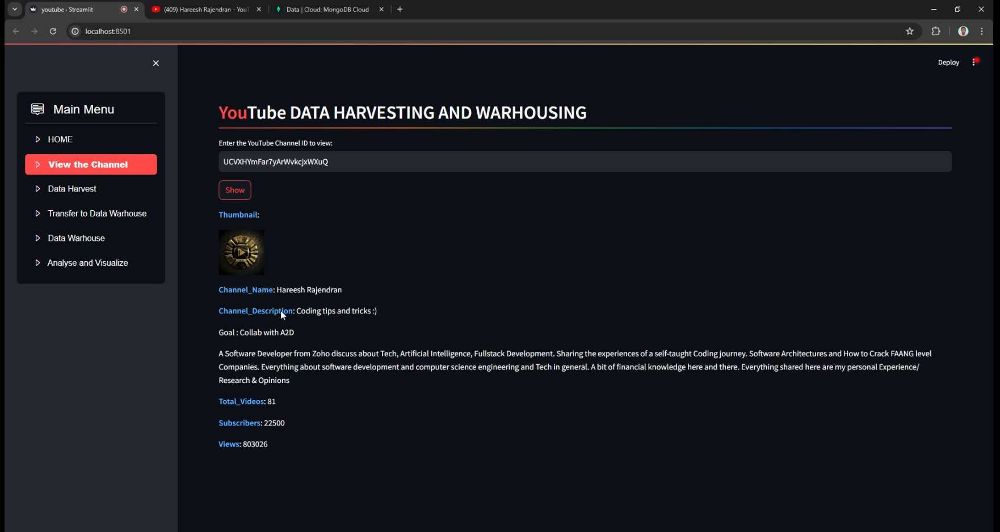 youtube · Streamlit
(409) Hareesh Rajendran - YouT
Data | Cloud: MongoDB Cloud
localhost:8501
Deploy
Main Menu
HOME
View the Channel
Data Harvest
Transfer to Data Warhouse
Data Warhouse
Analyse and Visualize
YouTube DATA HARVESTING AND WARHOUSING
Enter the YouTube Channel ID to view:
UCVXHYmFar7yArWvkcjxWXuQ
Show
Thumbnail:
Channel_Name: Hareesh Rajendran
Channel_Description: Coding tips and tricks :)
Goal : Collab with A2D
A Software Developer from Zoho discuss about Tech, Artificial Intelligence, Fullstack Development. Sharing the experiences of a self-taught Coding journey. Software Architectures and How to Crack FAANG level
Companies. Everything about software development and computer science engineering and Tech in general. A bit of financial knowledge here and there. Everything shared here are my personal Experience/
Research & Opinions
Total_Videos: 81
Subscribers: 22500
Views: 803026